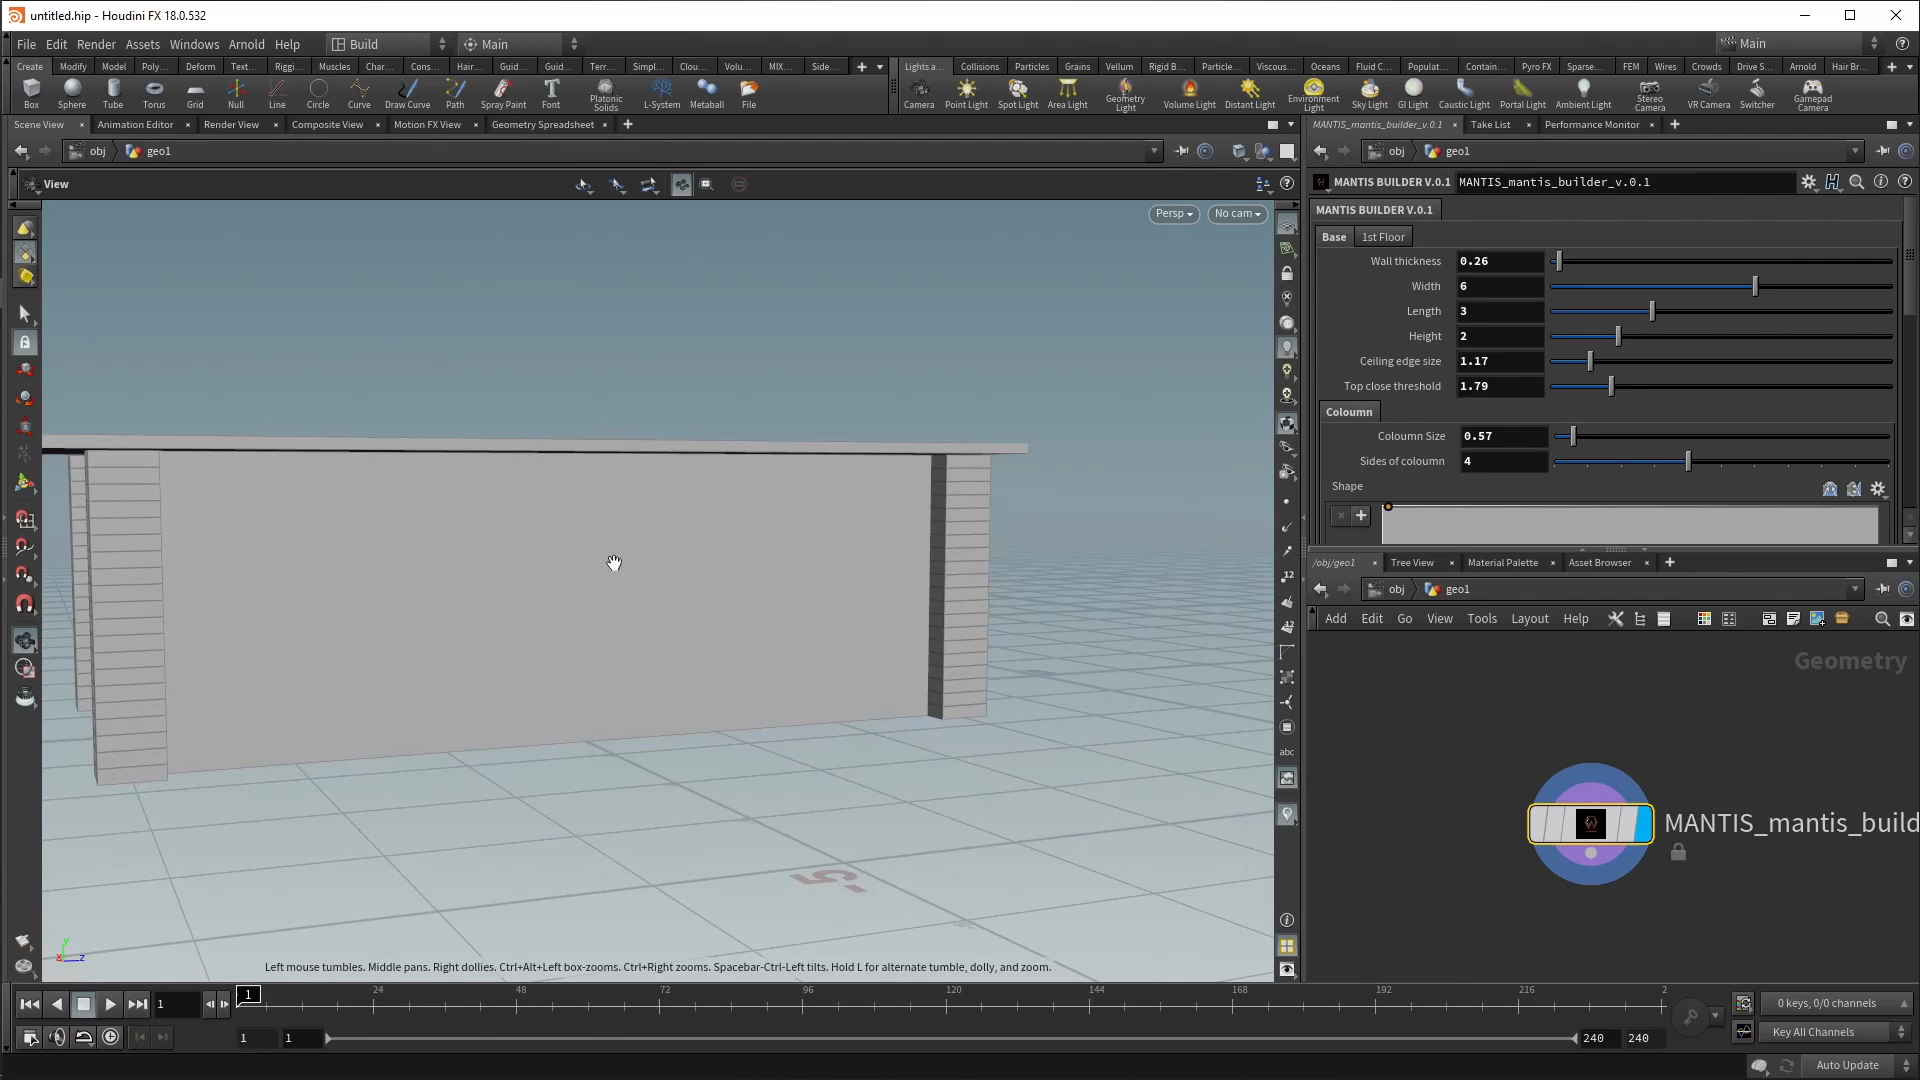 untitled.hip - Houdini FX 18.0.532
File Edit Render Assets Windows Arnold Help Build Main Main
Create Modify Model Poly... Deform Text... Riggi... Muscles Char... Cons... Hair... Guid... Guid... Terr... Simpl... Clou... Volu... MIX... Side...
Lights a... Collisions Particles Grains Vellum Rigid B... Particle... Viscous... Oceans Fluid C... Populat... Contain... Pyro FX Sparse... FEM Wires Crowds Drive S... Arnold Hair Br...
Box Sphere Tube Torus Grid Null Line Circle Curve Draw Curve Path Spray Paint Font Platonic Solids L-System Metaball File
Camera Point Light Spot Light Area Light Geometry Light Volume Light Distant Light Environment Light Sky Light GI Light Caustic Light Portal Light Ambient Light Stereo Camera VR Camera Switcher Gamepad Camera
Scene View Animation Editor Render View Composite View Motion FX View Geometry Spreadsheet
MANTIS_mantis_builder_v.0.1 Take List Performance Monitor
obj geo1
obj geo1
View
MANTIS BUILDER V.0.1 MANTIS_mantis_builder_v.0.1
Persp No cam
MANTIS BUILDER V.0.1
Base 1st Floor
Wall thickness 0.26
Width 6
Length 3
Height 2
Ceiling edge size 1.17
Top close threshold 1.79
Coloumn
Coloumn Size 0.57
Sides of coloumn 4
Shape
/obj/geo1 Tree View Material Palette Asset Browser
obj geo1
Add Edit Go View Tools Layout Help
Geometry
12
12
abc
MANTIS_mantis_build
-5
y
x z
Left mouse tumbles. Middle pans. Right dollies. Ctrl+Alt+Left box-zooms. Ctrl+Right zooms. Spacebar-Ctrl-Left tilts. Hold L for alternate tumble, dolly, and zoom.
1 1 24 48 72 96 120 144 168 192 216 2
0 keys, 0/0 channels
1 1 240 240
Key All Channels
Auto Update